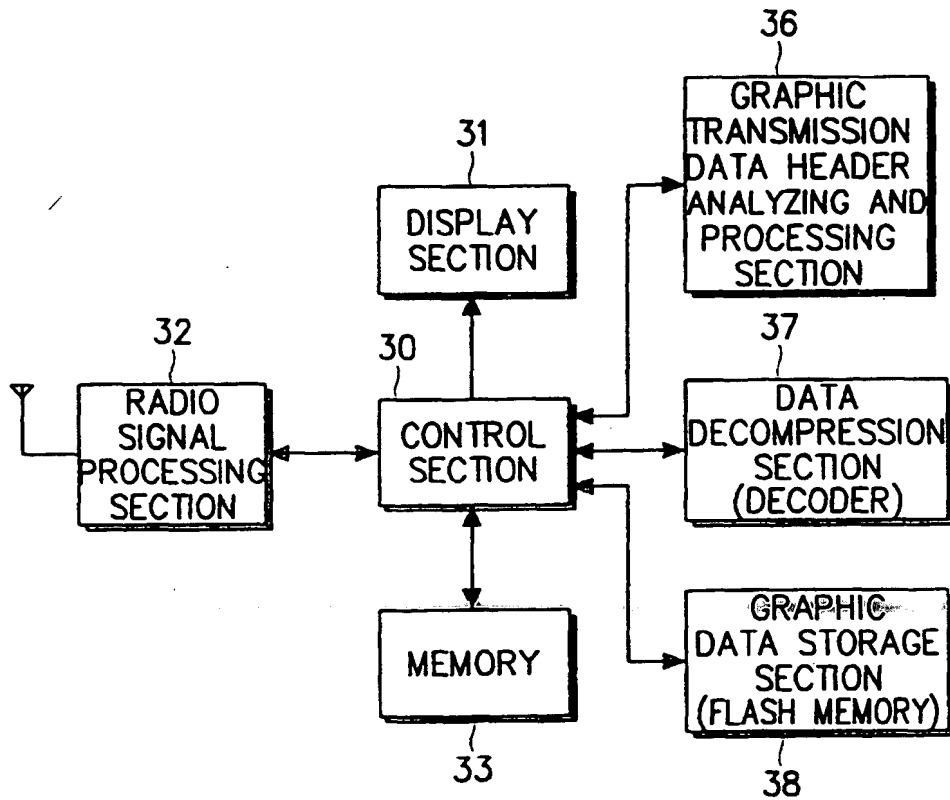 36
GRAPHIC
TRANSMISSION
DATA HEADER
ANALYZING AND
PROCESSING
SECTION
31
DISPLAY
SECTION
32
RADIO
SIGNAL
PROCESSING
SECTION
30
CONTROL
SECTION
37
DATA
DECOMPRESSION
SECTION
(DECODER)
MEMORY
33
GRAPHIC
DATA STORAGE
SECTION
(FLASH MEMORY)
38